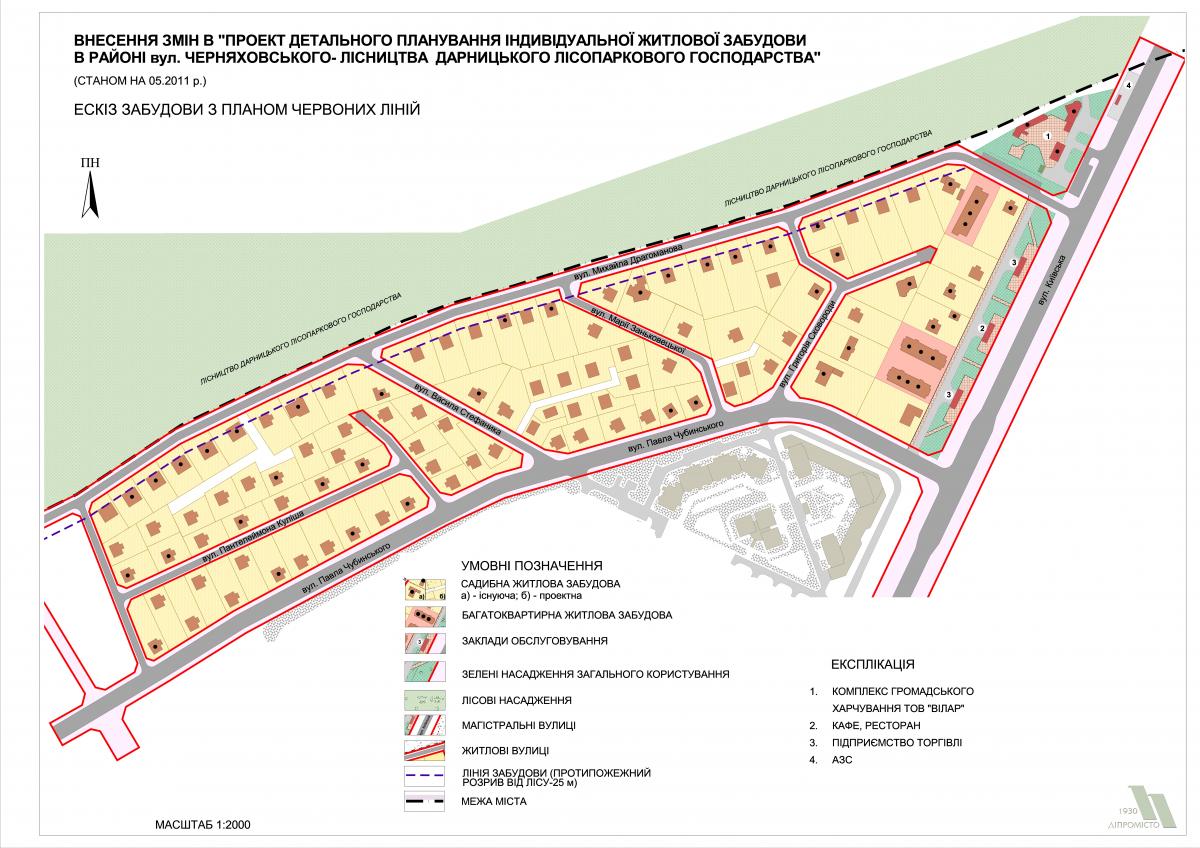 ВНЕСЕННЯ ЗМІН В "ПРОЕКТ ДЕТАЛЬНОГО ПЛАНУВАННЯ ІНДИВІДУАЛЬНОЇ ЖИТЛОВОЇ ЗАБУДОВИ
В РАЙОНІ вул. ЧЕРНЯХОВСЬКОГО- ЛІСНИЦТВА ДАРНИЦЬКОГО ЛІСОПАРКОВОГО ГОСПОДАРСТВА"
(СТАНОМ НА 05.2011 р.)
ЕСКІЗ ЗАБУДОВИ З ПЛАНОМ ЧЕРВОНИХ ЛІНІЙ
ПН
4
1
ЛІСНИЦТВО ДАРНИЦЬКОГО ЛІСОПАРКОВОГО ГОСПОДАРСТВА
вул. Михайла Драгоманова
3
вул. Київська
ЛІСНИЦТВО ДАРНИЦЬКОГО ЛІСОПАРКОВОГО ГОСПОДАРСТВА
вул. Марії Заньковецької
вул. Григорія Сковороди
2
вул. Василя Стефаника
3
вул. Павла Чубинського
вул. Пантелеймона Куліша
вул. Павла Чубинського
УМОВНІ ПОЗНАЧЕННЯ
а) б)
САДИБНА ЖИТЛОВА ЗАБУДОВА
а) - існуюча; б) - проектна
БАГАТОКВАРТИРНА ЖИТЛОВА ЗАБУДОВА
3
ЗАКЛАДИ ОБСЛУГОВУВАННЯ
ЗЕЛЕНІ НАСАДЖЕННЯ ЗАГАЛЬНОГО КОРИСТУВАННЯ
ЛІСОВІ НАСАДЖЕННЯ
МАГІСТРАЛЬНІ ВУЛИЦІ
ЖИТЛОВІ ВУЛИЦІ
ЛІНІЯ ЗАБУДОВИ (ПРОТИПОЖЕЖНИЙ
РОЗРИВ ВІД ЛІСУ-25 м)
МЕЖА МІСТА
ЕКСПЛІКАЦІЯ
1. КОМПЛЕКС ГРОМАДСЬКОГО
ХАРЧУВАННЯ ТОВ "ВІЛАР"
2. КАФЕ, РЕСТОРАН
3. ПІДПРИЄМСТВО ТОРГІВЛІ
4. АЗС
МАСШТАБ 1:2000
1930
ДІПРОМІСТО